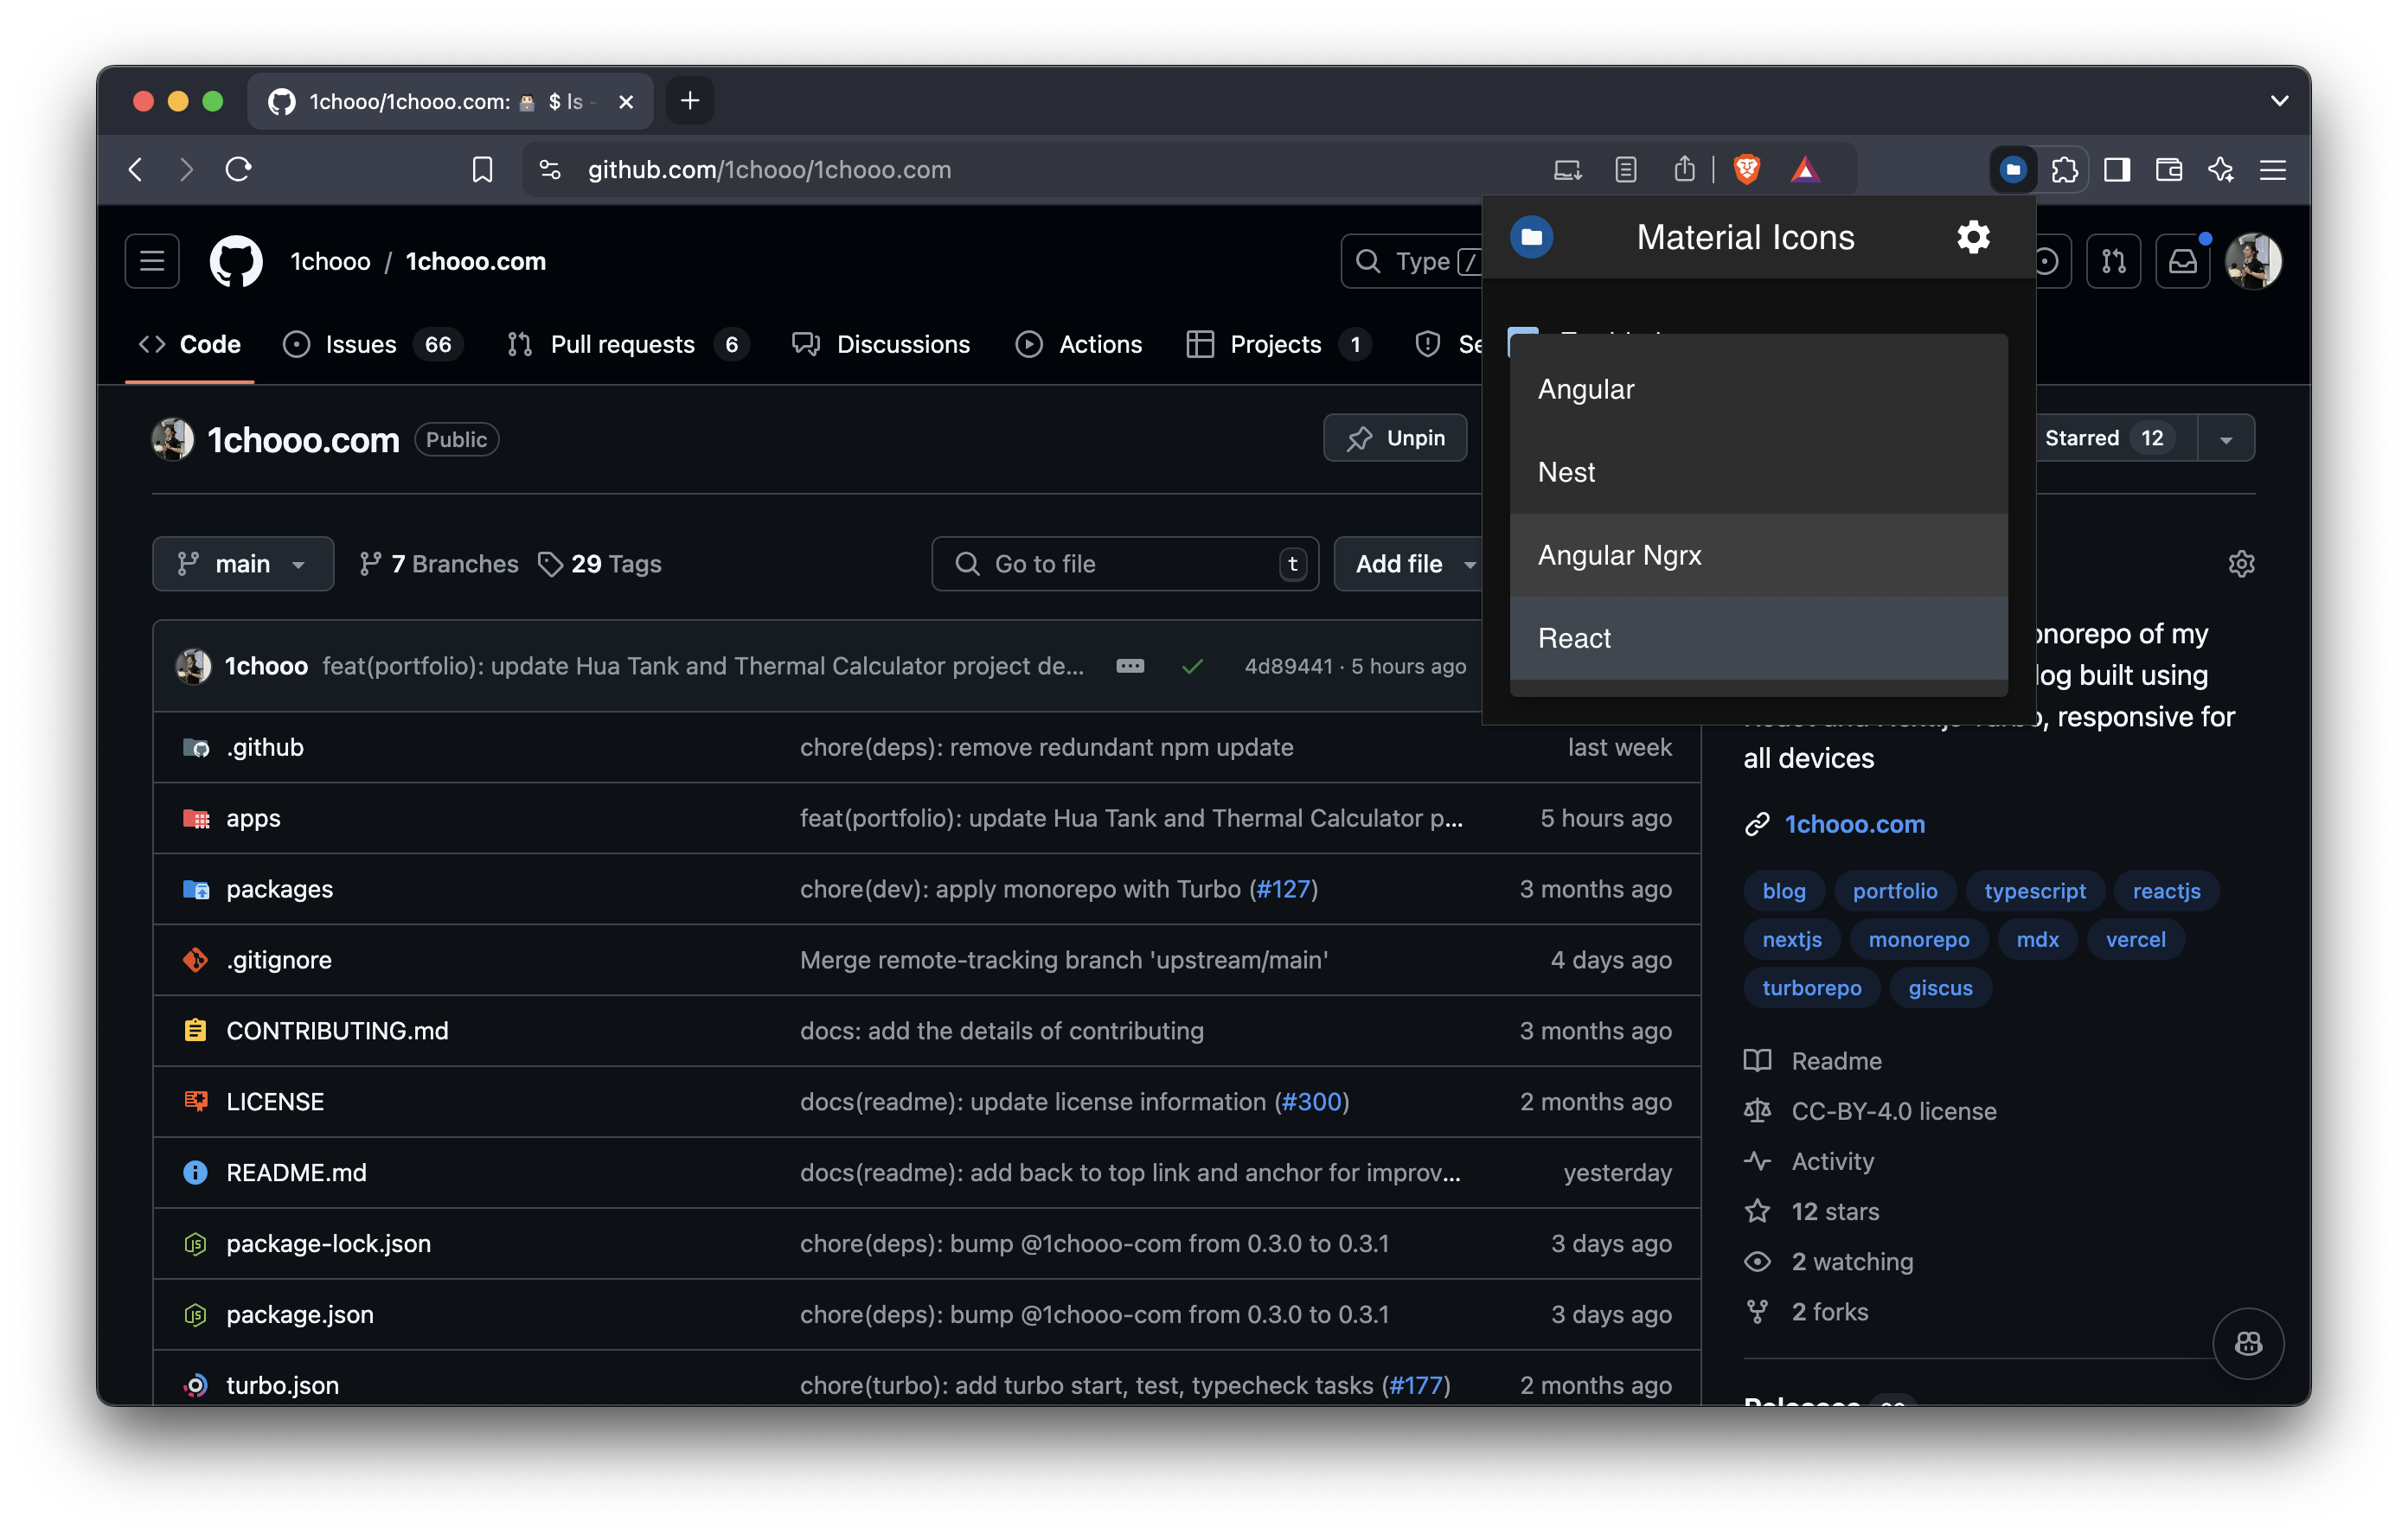 1chooo/1chooo.com: $ ls -
github.com/1chooo/1chooo.com
Material Icons
1chooo / 1chooo.com
Type /
Code
Issues 66
Pull requests 6
Discussions
Actions
Projects 1
Angular
Nest
Angular Ngrx
React
1chooo.com Public
Unpin
Starred 12
main
7 Branches
29 Tags
Go to file t
Add file
1chooo feat(portfolio): update Hua Tank and Thermal Calculator project de... 4d89441 · 5 hours ago
.github chore(deps): remove redundant npm update last week
apps feat(portfolio): update Hua Tank and Thermal Calculator p... 5 hours ago
packages chore(dev): apply monorepo with Turbo (#127) 3 months ago
.gitignore Merge remote-tracking branch 'upstream/main' 4 days ago
CONTRIBUTING.md docs: add the details of contributing 3 months ago
LICENSE docs(readme): update license information (#300) 2 months ago
README.md docs(readme): add back to top link and anchor for improv... yesterday
package-lock.json chore(deps): bump @1chooo-com from 0.3.0 to 0.3.1 3 days ago
package.json chore(deps): bump @1chooo-com from 0.3.0 to 0.3.1 3 days ago
turbo.json chore(turbo): add turbo start, test, typecheck tasks (#177) 2 months ago
of my
built using
responsive for
all devices
1chooo.com
blog portfolio typescript reactjs
nextjs monorepo mdx vercel
turborepo giscus
Readme
CC-BY-4.0 license
Activity
12 stars
2 watching
2 forks